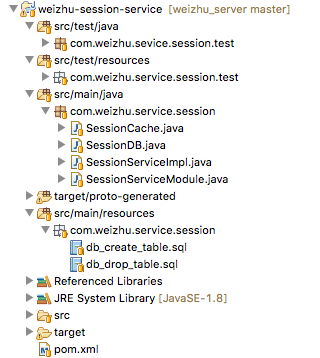 weizhu-session-service [weizhu_server master]
src/test/java
com.weizhu.sevice.session.test
src/test/resources
com.weizhu.service.session.test
src/main/java
com.weizhu.service.session
SessionCache.java
SessionDB.java
SessionServiceImpl.java
SessionServiceModule.java
target/proto-generated
src/main/resources
com.weizhu.service.session
db_create_table.sql
db_drop_table.sql
Referenced Libraries
JRE System Library [JavaSE-1.8]
src
target
pom.xml